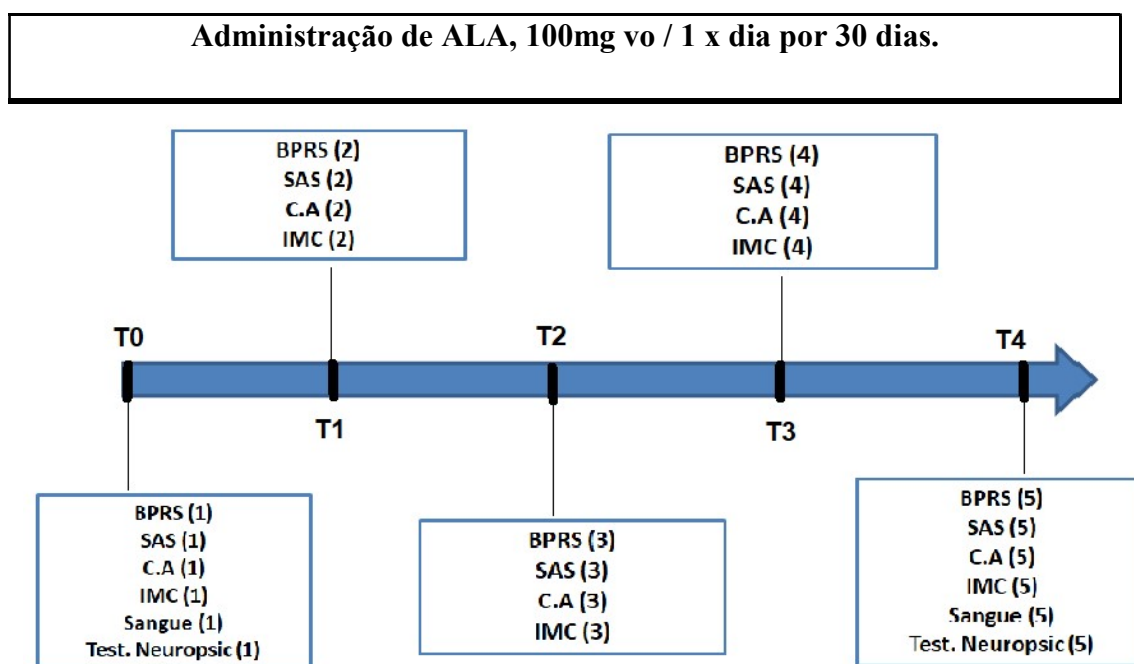 Administração de ALA, 100mg vo / 1 x dia por 30 dias.
BPRS (2)
SAS (2)
C.A (2)
IMC (2)
BPRS (4)
SAS (4)
C.A (4)
IMC (4)
T0
T2
T4
T1
T3
BPRS (1)
SAS (1)
C.A (1)
IMC (1)
Sangue (1)
Test. Neuropsic (1)
BPRS (3)
SAS (3)
C.A (3)
IMC (3)
BPRS (5)
SAS (5)
C.A (5)
IMC (5)
Sangue (5)
Test. Neuropsic (5)